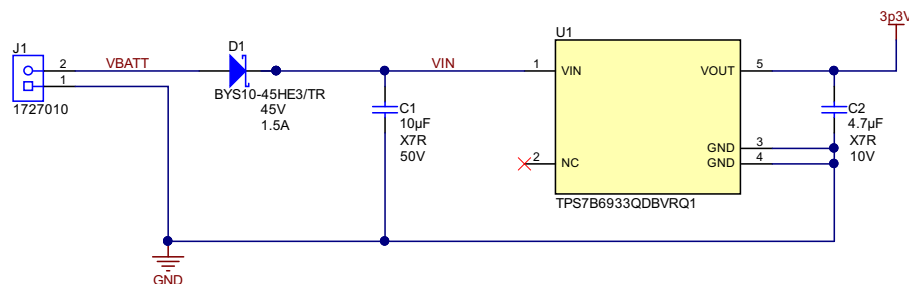 3p3V
J1
2
1
1727010
VBATT
D1
BYS10-45HE3/TR
45V
1.5A
VIN
C1
10µF
X7R
50V
U1
1
VIN
VOUT
5
2
NC
GND
3
GND
4
TPS7B6933QDBVRQ1
C2
4.7µF
X7R
10V
GND